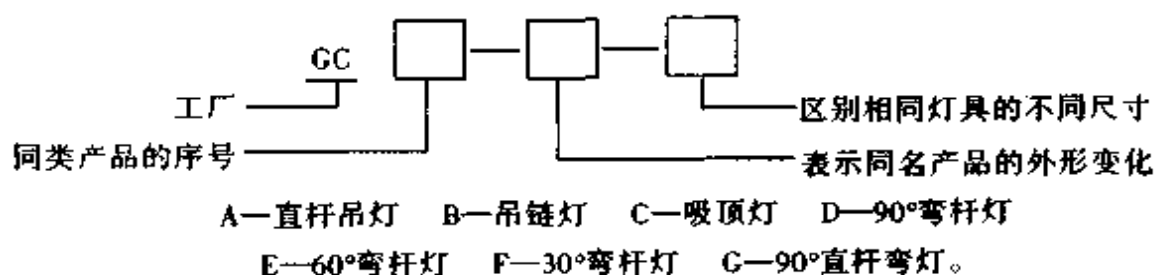 GC
工厂
区别相同灯具的不同尺寸
同类产品的序号
表示同名产品的外形变化
A—直杆吊灯 B—吊链灯 C—吸顶灯 D—90°弯杆灯
E—60°弯杆灯 F—30°弯杆灯 G—90°直杆弯灯。